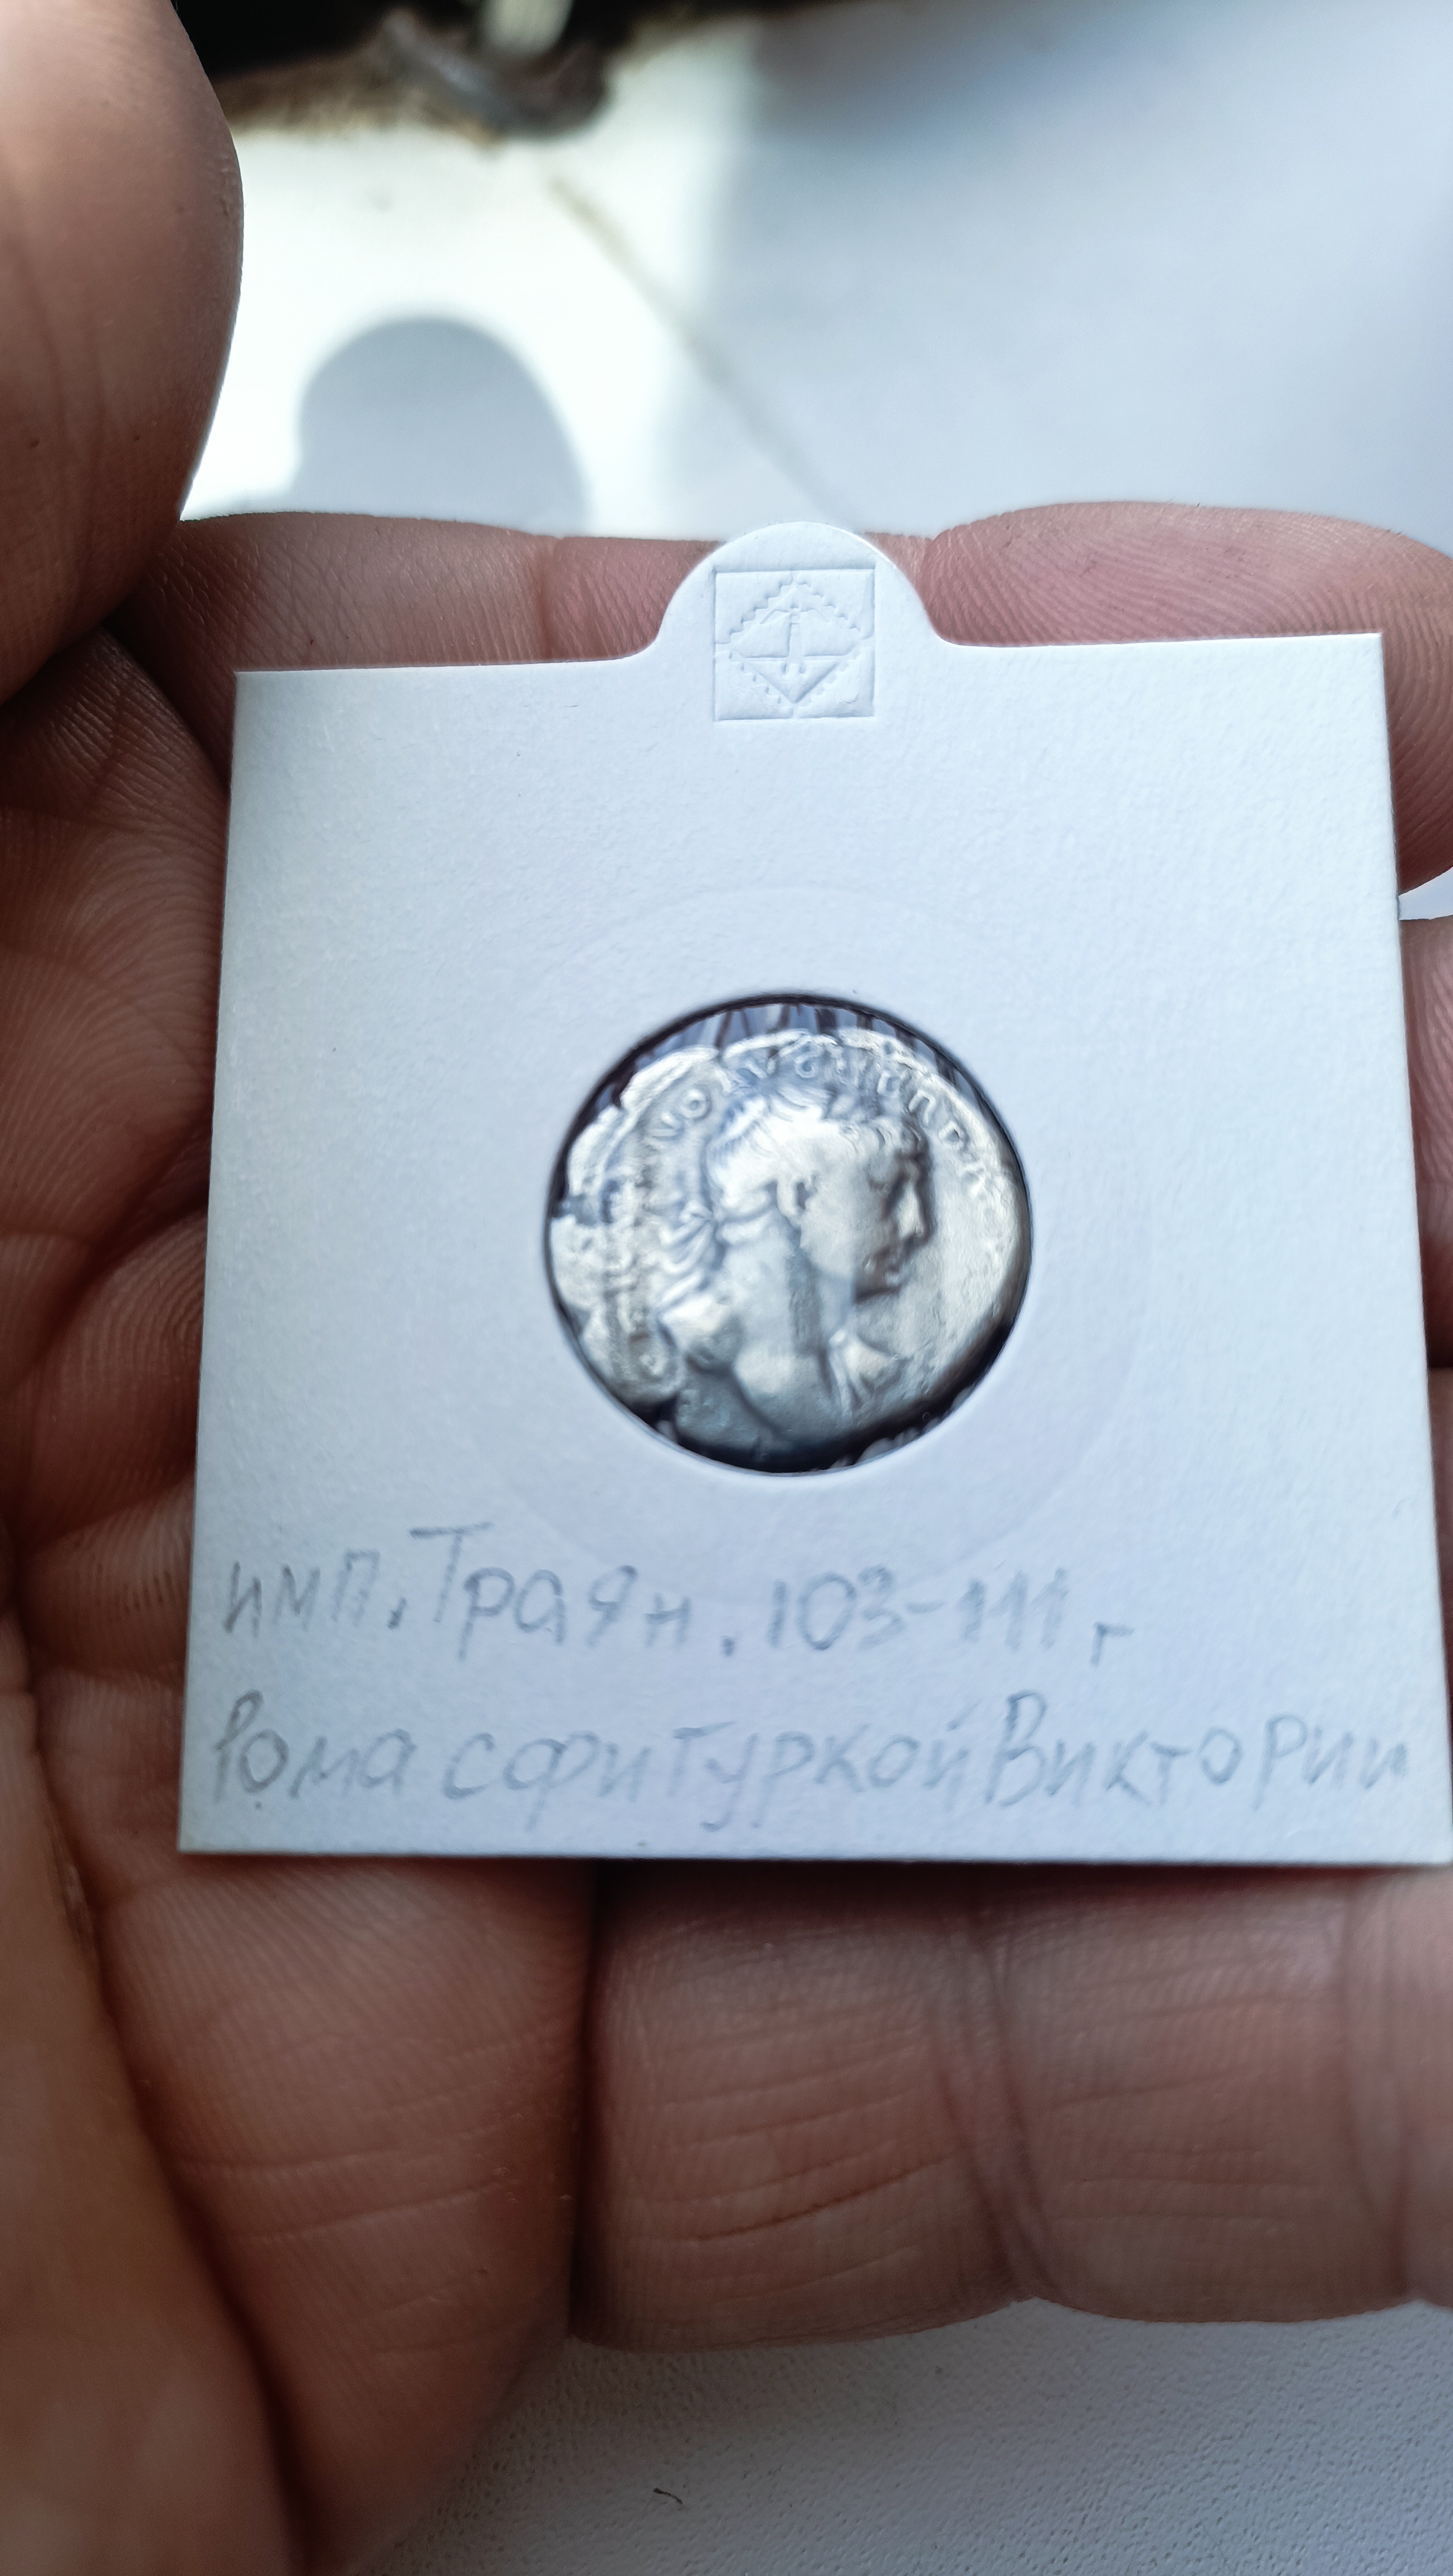 имп. Траян. 103-111 г
Рома с фигуркой Виктории